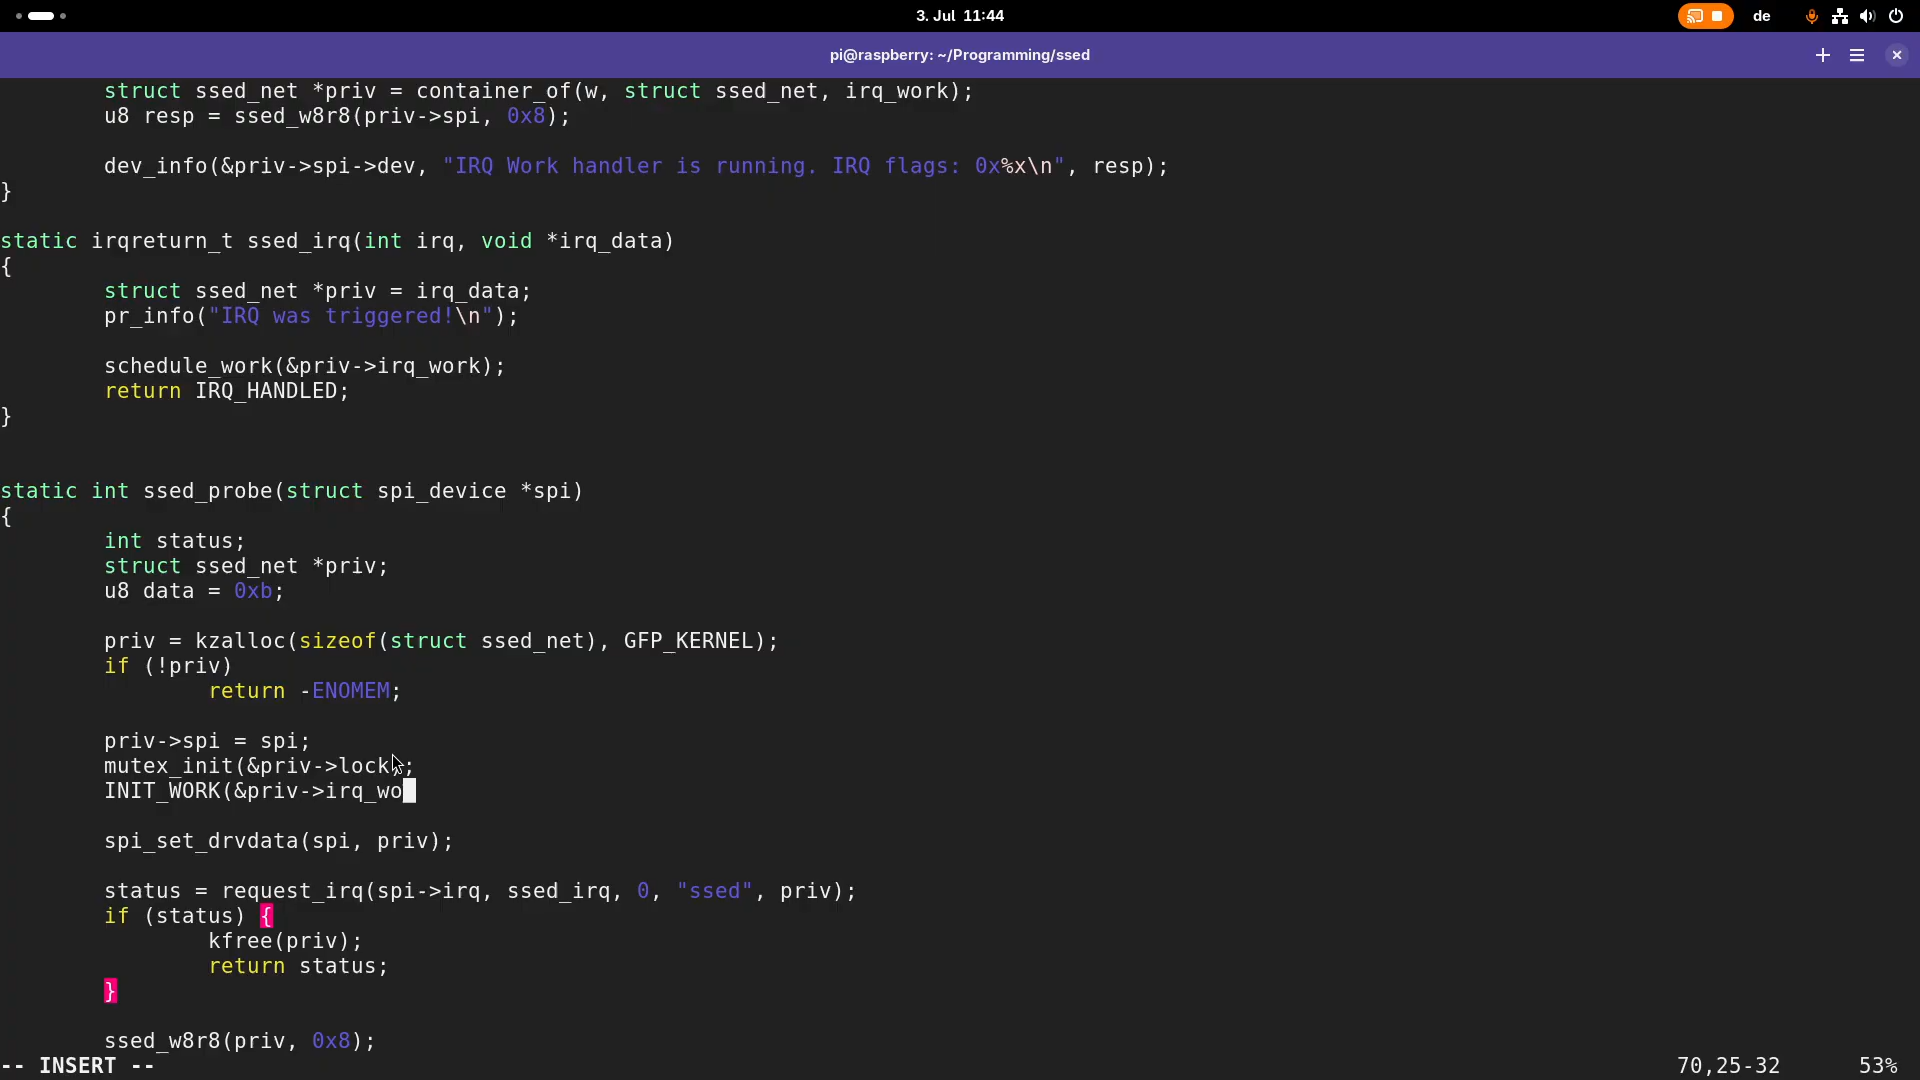 3. Jul 11:44
de
pi@raspberry: ~/Programming/ssed
struct ssed_net *priv = container_of(w, struct ssed_net, irq_work);
u8 resp = ssed_w8r8(priv->spi, 0x8);
dev_info(&priv->spi->dev, "IRQ Work handler is running. IRQ flags: 0x%x\n", resp);
}
static irqreturn_t ssed_irq(int irq, void *irq_data)
{
struct ssed_net *priv = irq_data;
pr_info("IRQ was triggered!\n");
schedule_work(&priv->irq_work);
return IRQ_HANDLED;
}
static int ssed_probe(struct spi_device *spi)
{
int status;
struct ssed_net *priv;
u8 data = 0xb;
priv = kzalloc(sizeof(struct ssed_net), GFP_KERNEL);
if (!priv)
return -ENOMEM;
priv->spi = spi;
mutex_init(&priv->lock);
INIT_WORK(&priv->irq_wo
spi_set_drvdata(spi, priv);
status = request_irq(spi->irq, ssed_irq, 0, "ssed", priv);
if (status) {
kfree(priv);
return status;
}
ssed_w8r8(priv, 0x8);
-- INSERT -- 70,25-32 53%